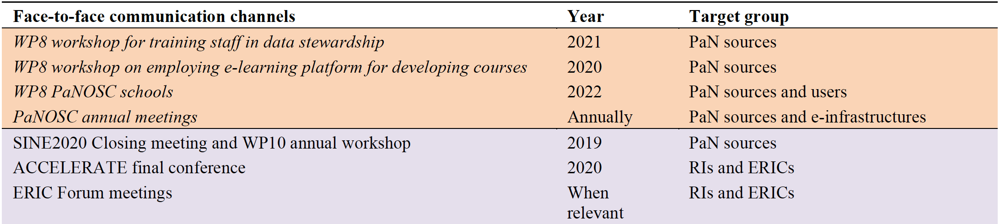 Face-to-face communication channels Year Target group
WP8 workshop for training staff in data stewardship 2021 PaN sources
WP8 workshop on employing e-learning platform for developing courses 2020 PaN sources
WP8 PaNOSC schools 2022 PaN sources and users
PaNOSC annual meetings Annually PaN sources and e-infrastructures
SINE2020 Closing meeting and WP10 annual workshop 2019 PaN sources
ACCELERATE final conference 2020 RIs and ERICs
ERIC Forum meetings When RIs and ERICs
relevant